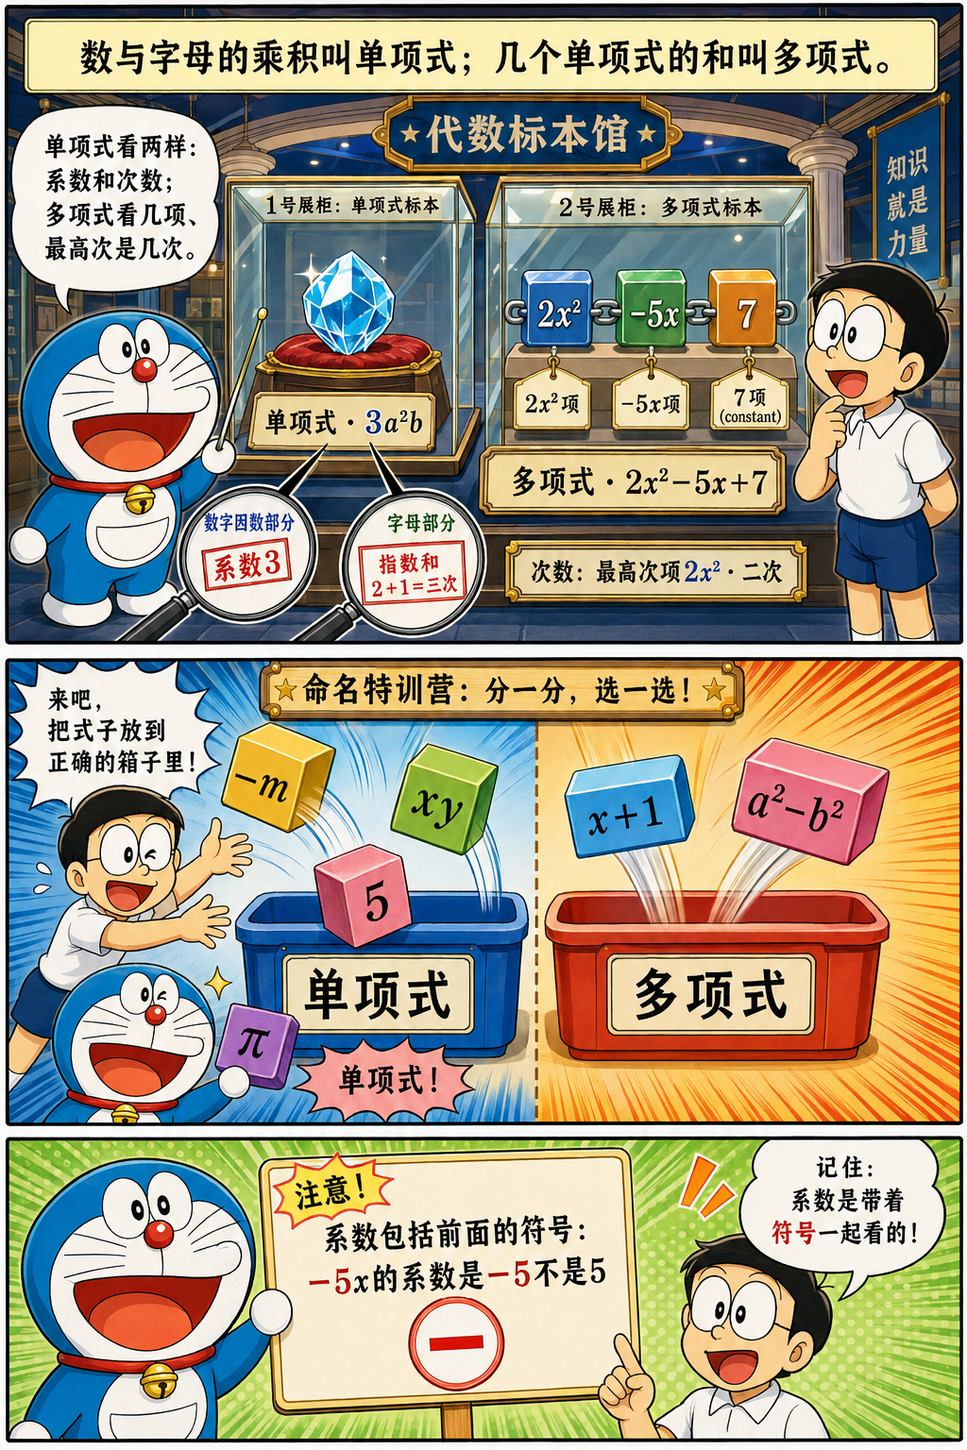 数与字母的乘积叫单项式；几个单项式的和叫多项式。
★代数标本馆★
单项式看两样：
系数和次数；
多项式看几项、
最高次是几次。
知识
就是
力量
1号展柜：单项式标本
单项式·3a²b
数字因数部分
系数3
字母部分
指数和
2+1=三次
2号展柜：多项式标本
2x²
-5x
7
2x²项
-5x项
7项
(constant)
多项式·2x²-5x+7
次数：最高次项2x²·二次
★命名特训营：分一分，选一选！★
来吧，
把式子放到
正确的箱子里！
-m
xy
5
π
单项式
单项式！
x+1
a²-b²
多项式
注意！
系数包括前面的符号：
-5x的系数是-5不是5
记住：
系数是带着
符号一起看的！